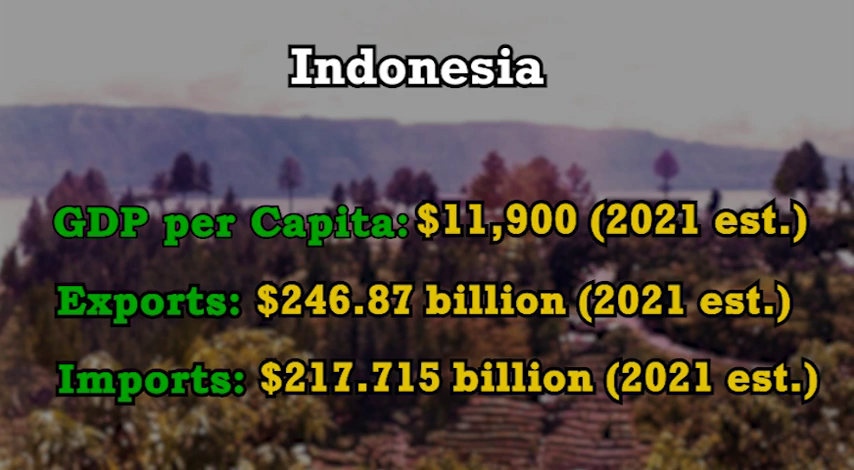 Indonesia
GDP per Capita: $11,900 (2021 est.)
Exports: $246.87 billion (2021 est.)
Imports: $217.715 billion (2021 est.)